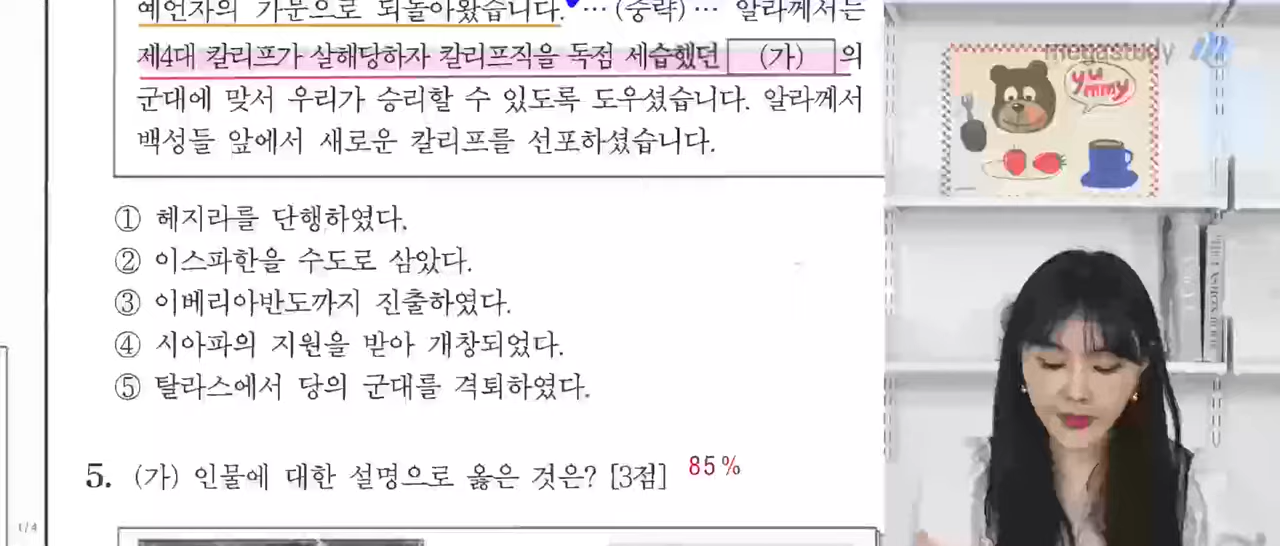 예언자의 가문으로 되돌아왔습니다. … (중략) … 알라께서는
제4대 칼리프가 살해당하자 칼리프직을 독점 세습했던 (가) 의
군대에 맞서 우리가 승리할 수 있도록 도우셨습니다. 알라께서
백성들 앞에서 새로운 칼리프를 선포하셨습니다.
① 헤지라를 단행하였다.
② 이스파한을 수도로 삼았다.
③ 이베리아반도까지 진출하였다.
④ 시아파의 지원을 받아 개창되었다.
⑤ 탈라스에서 당의 군대를 격퇴하였다.
5. (가) 인물에 대한 설명으로 옳은 것은? [3점] 85%
1/4
megastudy
yummy